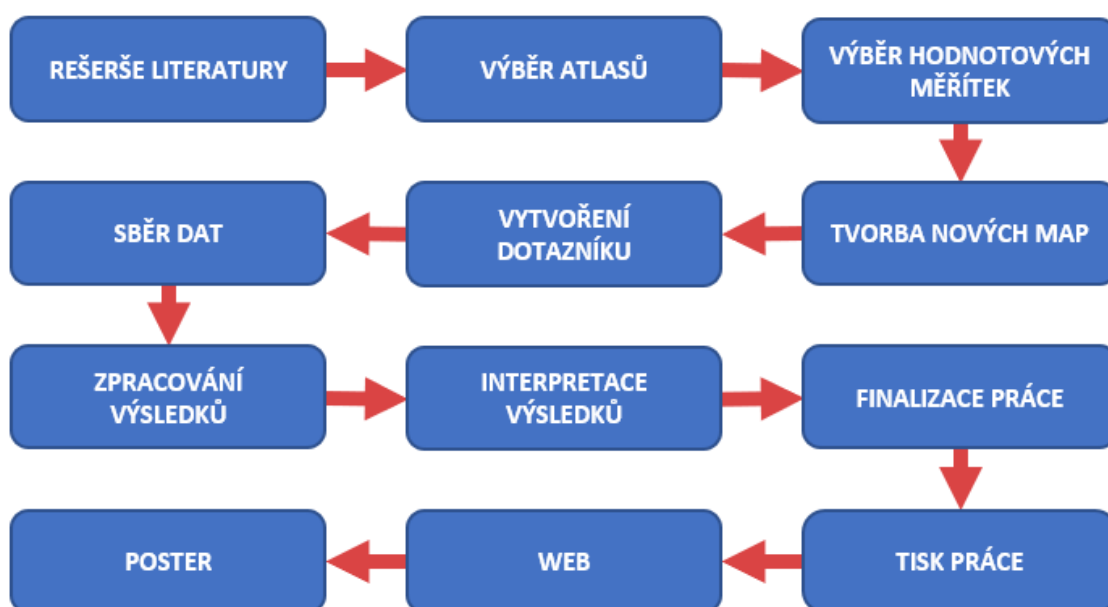 REŠERŠE LITERATURY
VÝBĚR ATLASŮ
VÝBĚR HODNOTOVÝCH
MĚŘÍTEK
TVORBA NOVÝCH MAP
VYTVOŘENÍ
DOTAZNÍKU
SBĚR DAT
ZPRACOVÁNÍ
VÝSLEDKŮ
INTERPRETACE
VÝSLEDKŮ
FINALIZACE PRÁCE
TISK PRÁCE
WEB
POSTER